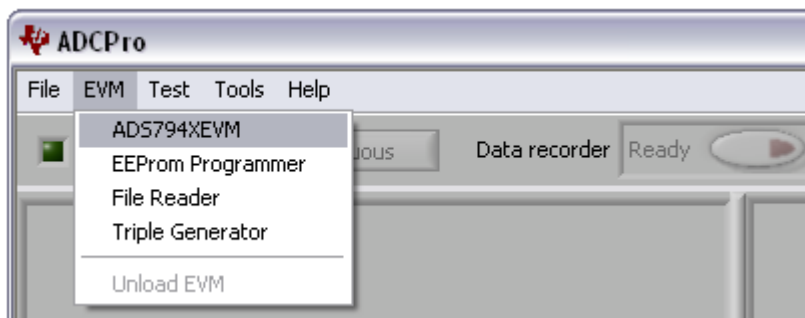 ADCPro
File EVM Test Tools Help
ADS794XEVM
uous Data recorder Ready
EEProm Programmer
File Reader
Triple Generator
Unload EVM